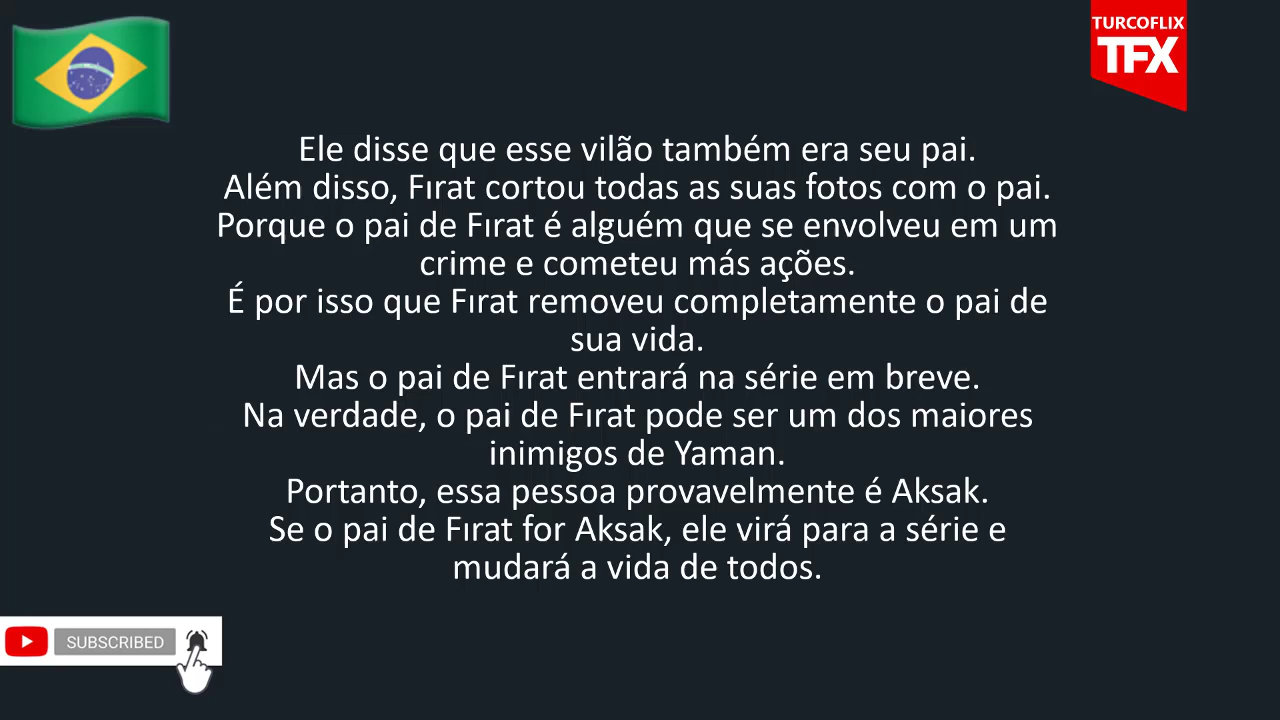 TURCOFLIX
TFX
Ele disse que esse vilão também era seu pai.
Além disso, Fırat cortou todas as suas fotos com o pai.
Porque o pai de Fırat é alguém que se envolveu em um
crime e cometeu más ações.
É por isso que Fırat removeu completamente o pai de
sua vida.
Mas o pai de Fırat entrará na série em breve.
Na verdade, o pai de Fırat pode ser um dos maiores
inimigos de Yaman.
Portanto, essa pessoa provavelmente é Aksak.
Se o pai de Fırat for Aksak, ele virá para a série e
mudará a vida de todos.
SUBSCRIBED